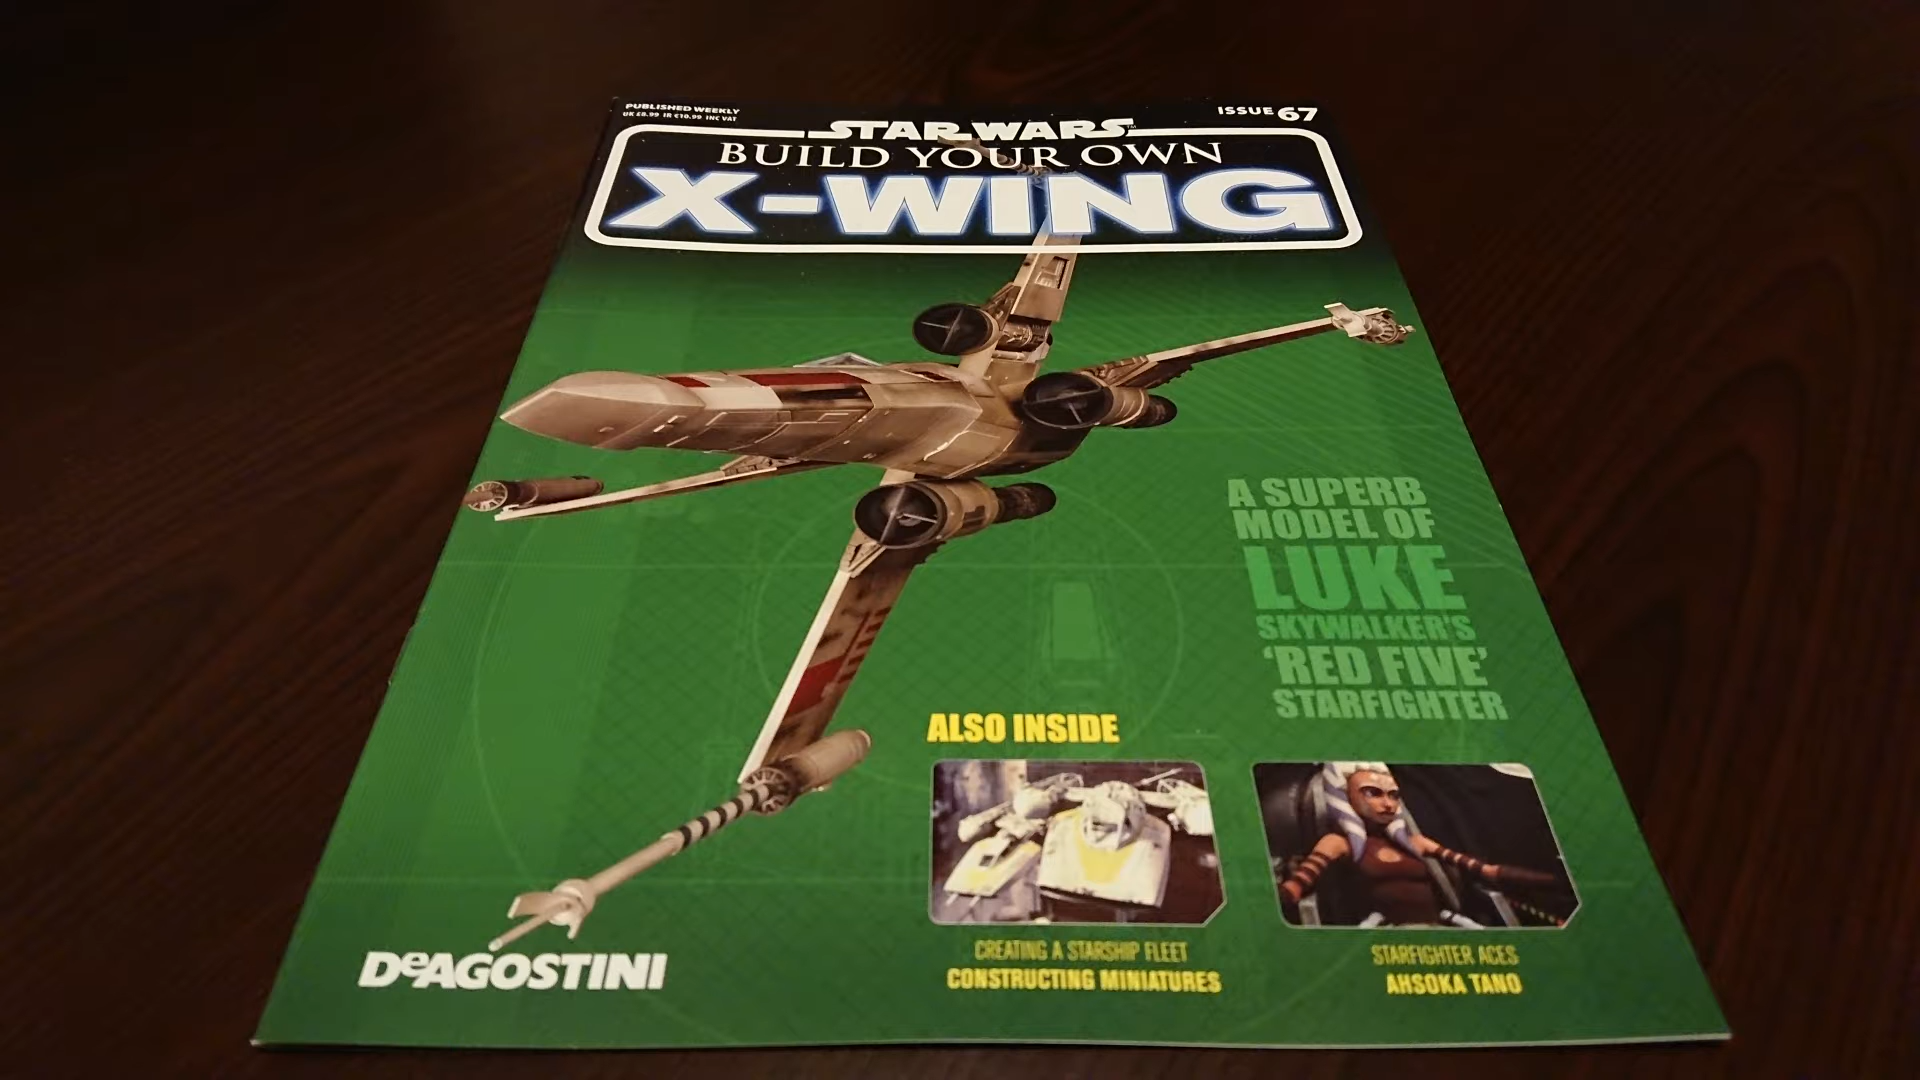 PUBLISHED WEEKLY
UK £8.99 IR €10.99 INC VAT
ISSUE 67
STAR WARS™
BUILD YOUR OWN
X-WING
A SUPERB
MODEL OF
LUKE
SKYWALKER'S
'RED FIVE'
STARFIGHTER
ALSO INSIDE
CREATING A STARSHIP FLEET
CONSTRUCTING MINIATURES
STARFIGHTER ACES
AHSOKA TANO
DeAGOSTINI